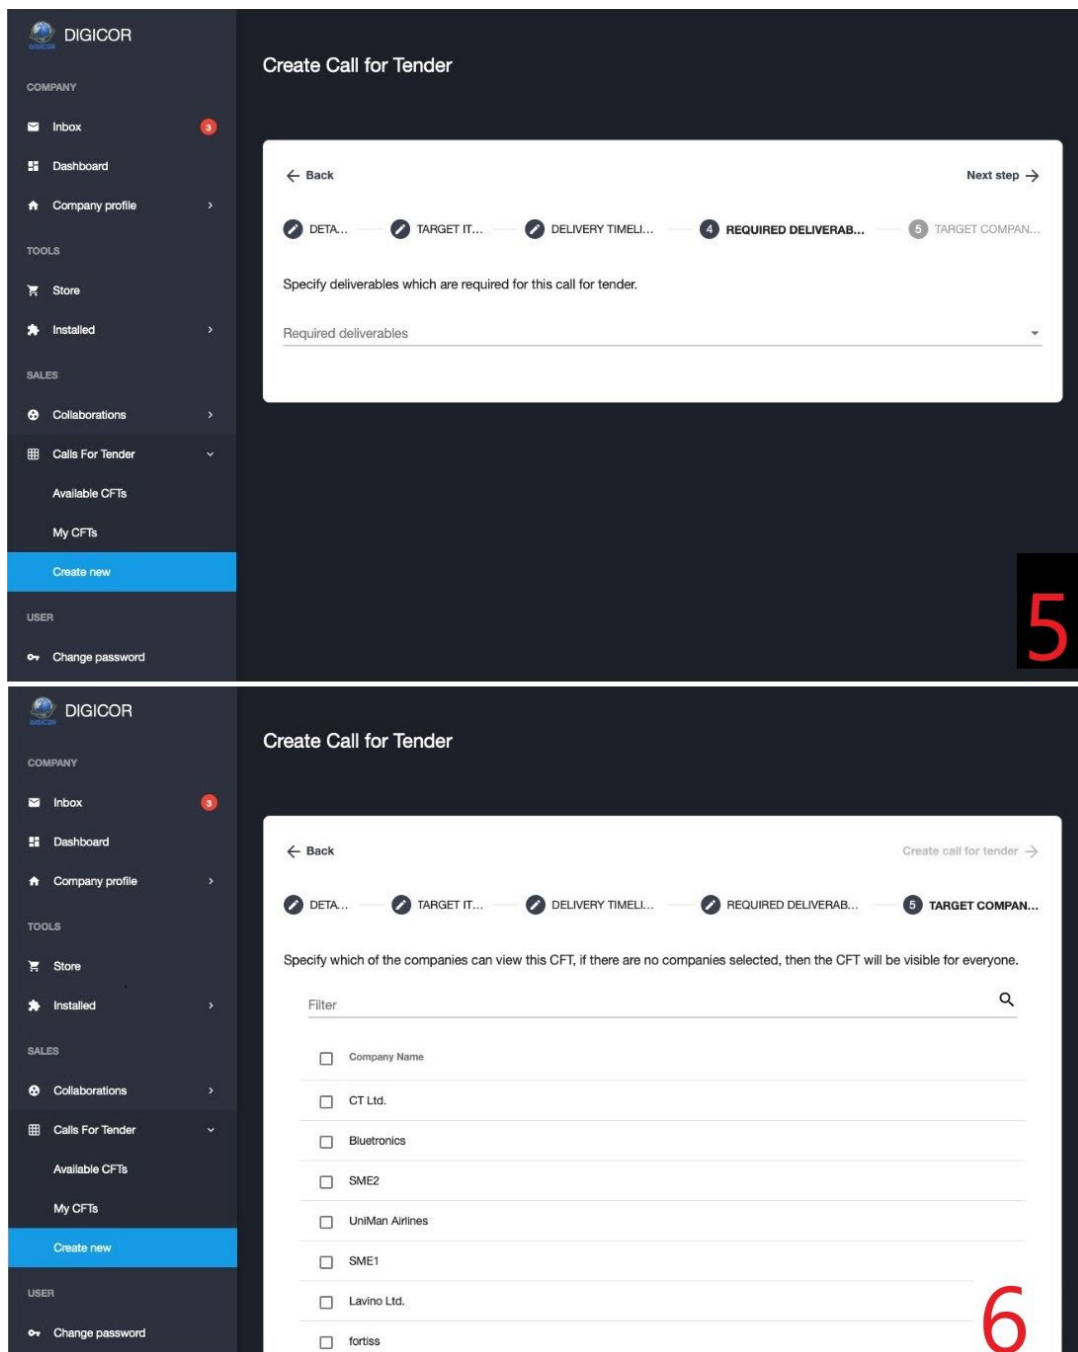 DIGICOR
COMPANY
Inbox 3
Dashboard
Company profile
TOOLS
Store
Installed
SALES
Collaborations
Calls For Tender
Available CFTs
My CFTs
Create new
USER
Change password
Create Call for Tender
Back Next step
DETA... TARGET IT... DELIVERY TIMELI... 4 REQUIRED DELIVERAB... 5 TARGET COMPAN...
Specify deliverables which are required for this call for tender.
Required deliverables
5
DIGICOR
COMPANY
Inbox 3
Dashboard
Company profile
TOOLS
Store
Installed
SALES
Collaborations
Calls For Tender
Available CFTs
My CFTs
Create new
USER
Change password
Create Call for Tender
Back Create call for tender
DETA... TARGET IT... DELIVERY TIMELI... REQUIRED DELIVERAB... 5 TARGET COMPAN...
Specify which of the companies can view this CFT, if there are no companies selected, then the CFT will be visible for everyone.
Filter
Company Name
CT Ltd.
Bluetronics
SME2
UniMan Airlines
SME1
Lavino Ltd.
fortiss
6